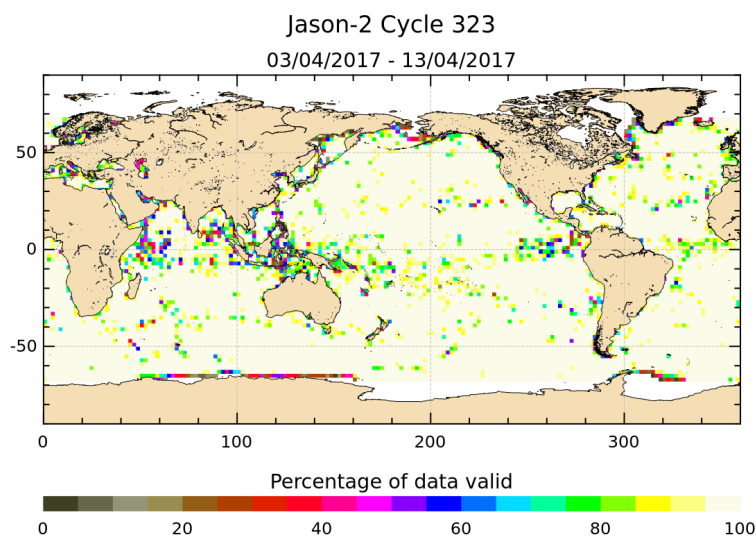 Jason-2 Cycle 323
03/04/2017 - 13/04/2017
50
0
-50
0 100 200 300
Percentage of data valid
0 20 40 60 80 100